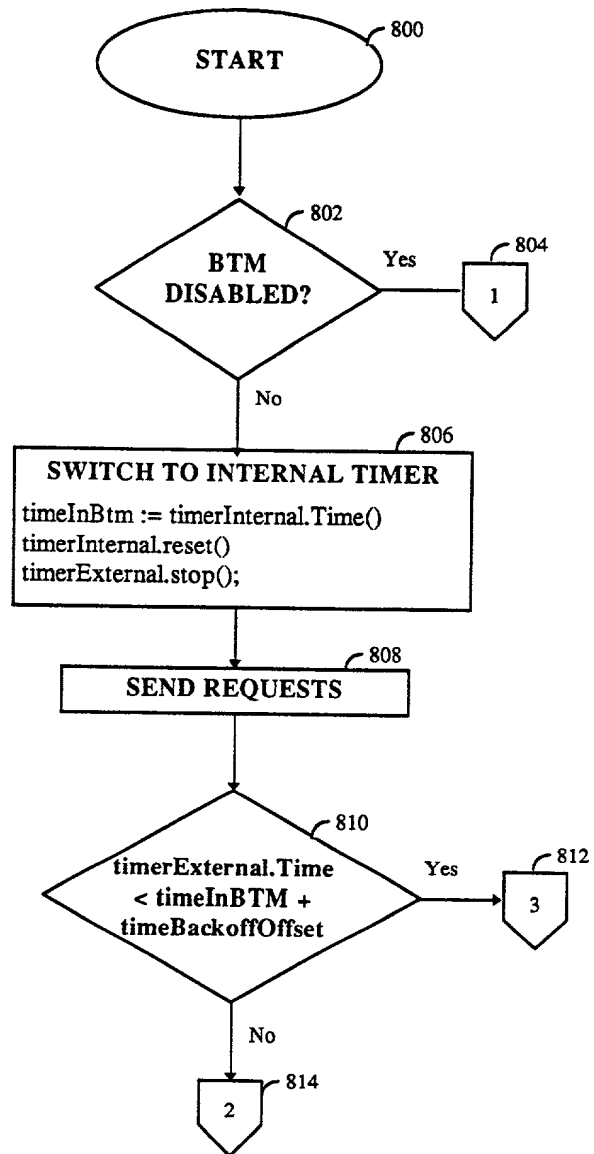 800
START
802
BTM
DISABLED?
Yes
804
1
No
806
SWITCH TO INTERNAL TIMER
timeInBtm := timerInternal.Time()
timerInternal.reset()
timerExternal.stop();
808
SEND REQUESTS
810
timerExternal.Time
< timeInBTM +
timeBackoffOffset
Yes
812
3
No
814
2